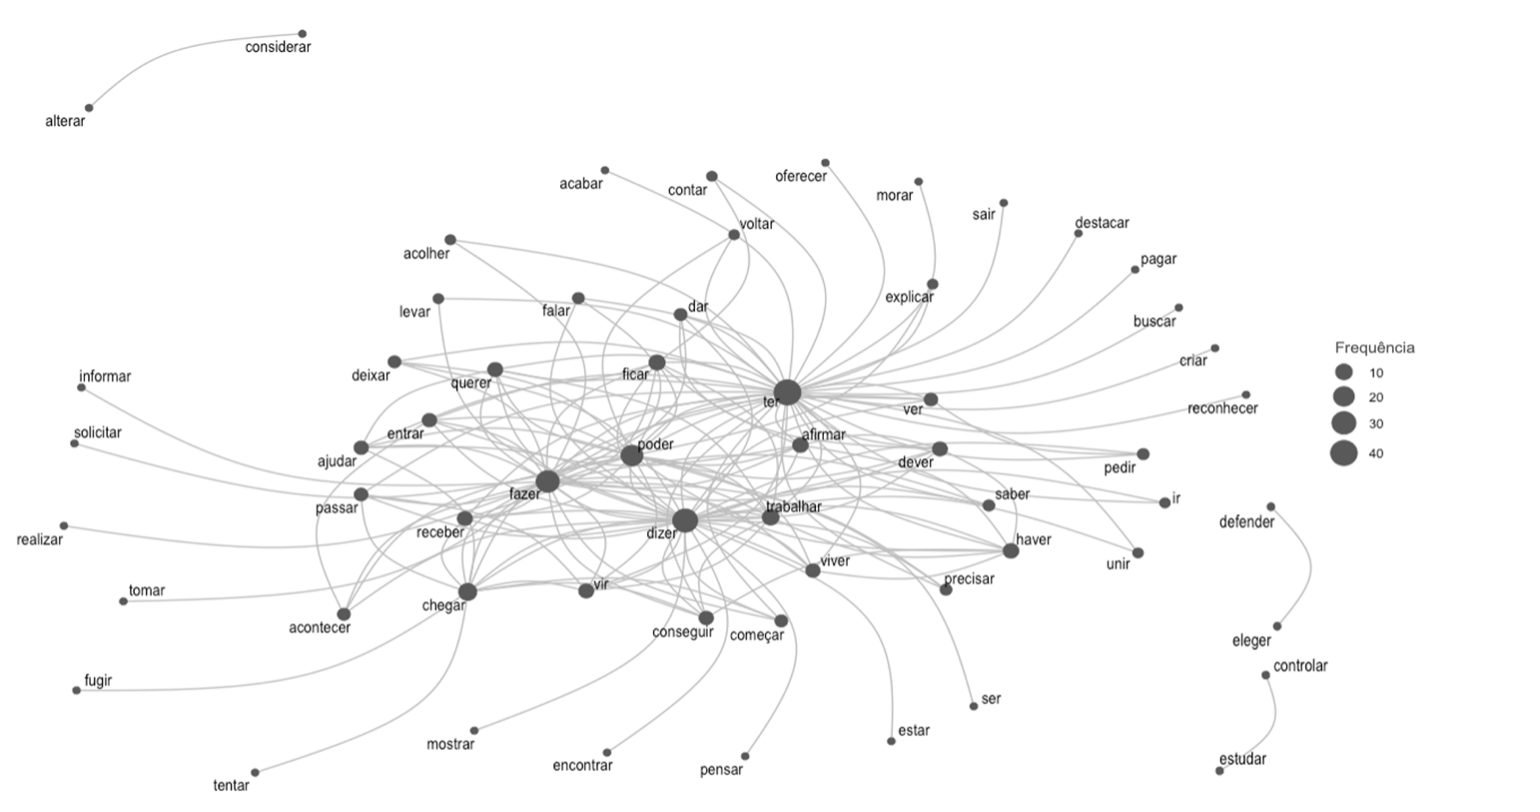 considerar
alterar
acabar
contar
oferecer
morar
sair
destacar
voltar
acolher
pagar
explicar
levar
falar
dar
buscar
criar
deixar
querer
ficar
informar
ter
ver
reconhecer
Frequência
10
20
30
40
solicitar
entrar
ajudar
poder
afirmar
dever
pedir
fazer
passar
saber
ir
trabalhar
receber
dizer
haver
defender
realizar
unir
viver
precisar
vir
chegar
tomar
acontecer
conseguir
começar
eleger
controlar
fugir
ser
estar
mostrar
encontrar
pensar
estudar
tentar